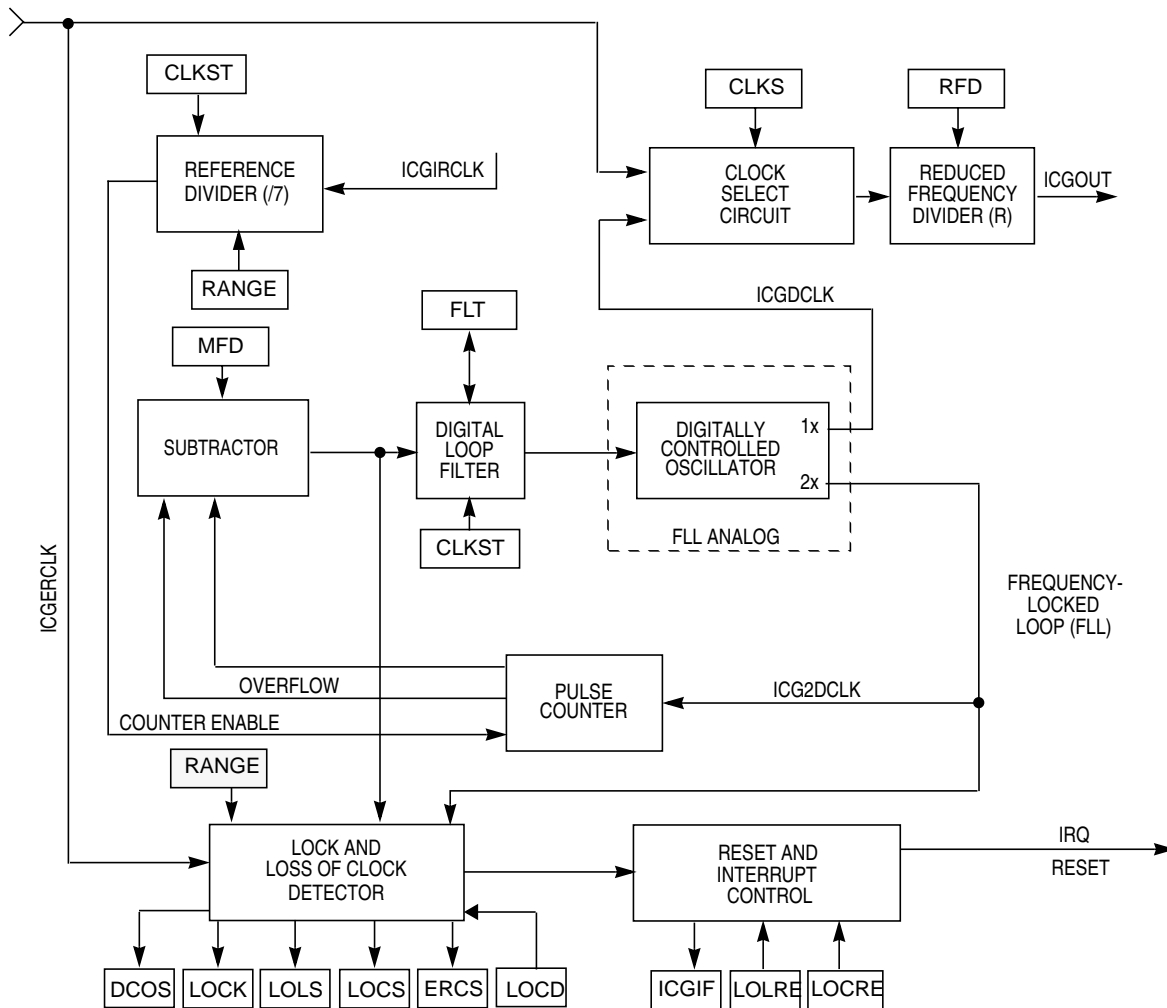 CLKST
CLKS
RFD
REFERENCE
DIVIDER (/7)
ICGIRCLK
CLOCK
SELECT
CIRCUIT
REDUCED
FREQUENCY
DIVIDER (R)
ICGOUT
RANGE
ICGDCLK
FLT
MFD
SUBTRACTOR
DIGITAL
LOOP
FILTER
DIGITALLY
CONTROLLED
OSCILLATOR
1x
2x
CLKST
FLL ANALOG
ICGERCLK
FREQUENCY-
LOCKED
LOOP (FLL)
OVERFLOW
PULSE
COUNTER
ICG2DCLK
COUNTER ENABLE
RANGE
LOCK AND
LOSS OF CLOCK
DETECTOR
RESET AND
INTERRUPT
CONTROL
IRQ
RESET
DCOS
LOCK
LOLS
LOCS
ERCS
LOCD
ICGIF
LOLRE
LOCRE